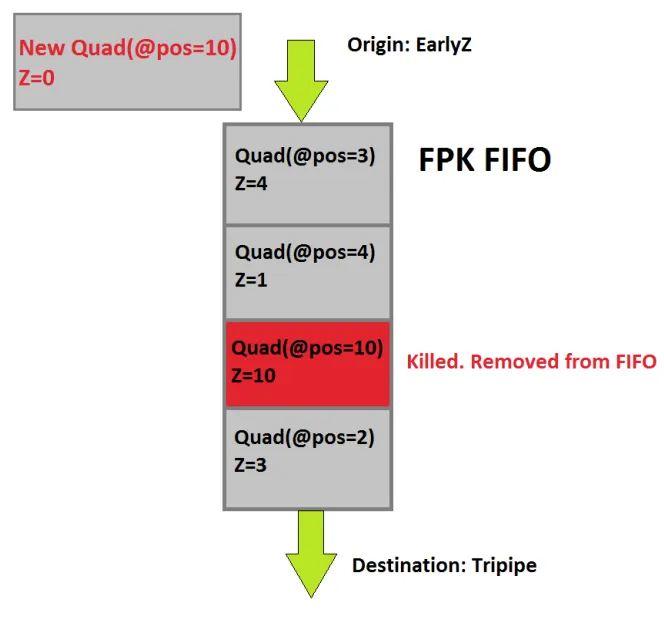 New Quad(@pos=10)
Z=0
Origin: EarlyZ
FPK FIFO
Quad(@pos=3)
Z=4
Quad(@pos=4)
Z=1
Quad(@pos=10)
Z=10
Killed. Removed from FIFO
Quad(@pos=2)
Z=3
Destination: Tripipe